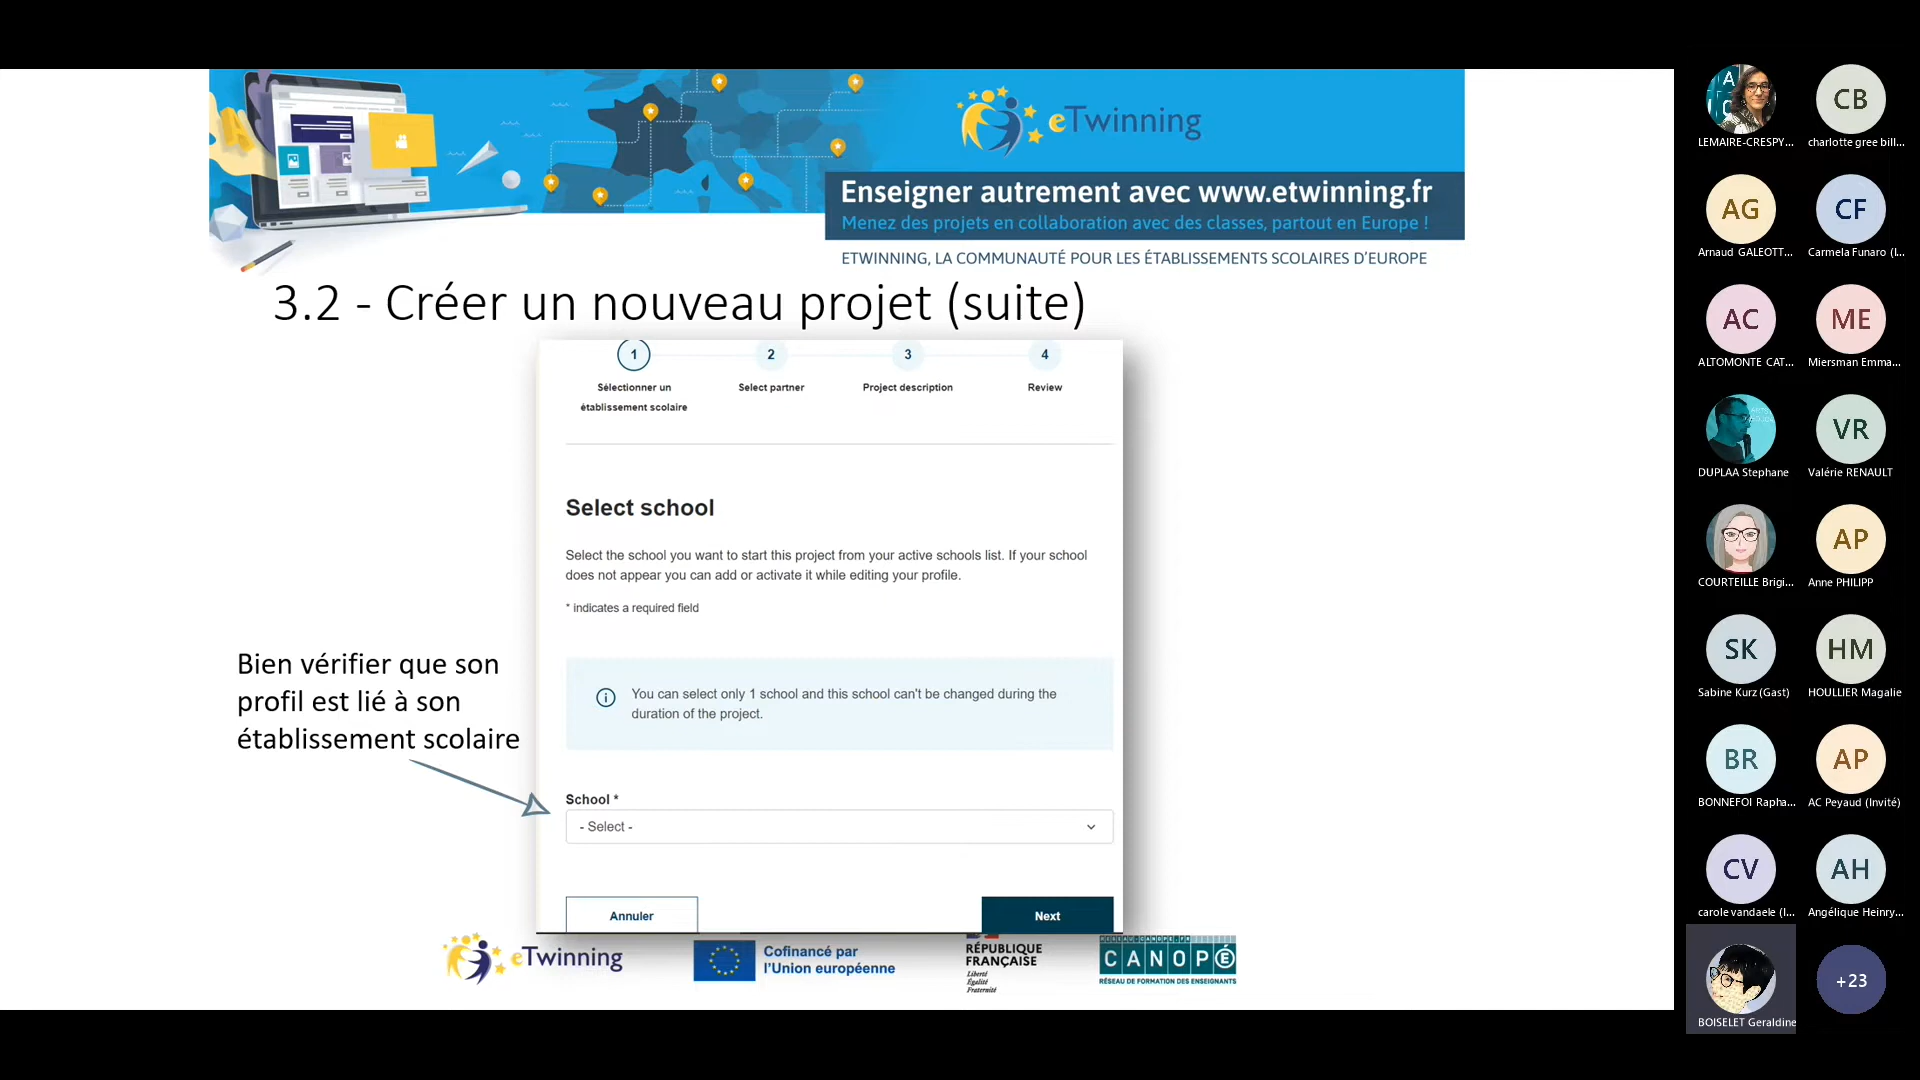 eTwinning
Enseigner autrement avec www.etwinning.fr
Menez des projets en collaboration avec des classes, partout en Europe !
ETWINNING, LA COMMUNAUTÉ POUR LES ÉTABLISSEMENTS SCOLAIRES D'EUROPE
3.2 - Créer un nouveau projet (suite)
1
2
3
4
Sélectionner un
établissement scolaire
Select partner
Project description
Review
Select school
Select the school you want to start this project from your active schools list. If your school
does not appear you can add or activate it while editing your profile.
* indicates a required field
You can select only 1 school and this school can't be changed during the
duration of the project.
Bien vérifier que son
profil est lié à son
établissement scolaire
School *
- Select -
Annuler
Next
eTwinning
Cofinancé par
l'Union européenne
RÉPUBLIQUE
FRANÇAISE
Liberté
Égalité
Fraternité
CANOPÉ
RÉSEAU DE FORMATION DES ENSEIGNANTS
LEMAIRE-CRESPY...
CB
charlotte gree bill...
AG
Arnaud GALEOTT...
CF
Carmela Funaro (I...
AC
ALTOMONTE CAT...
ME
Miersman Emma...
DUPLAA Stephane
VR
Valérie RENAULT
COURTEILLE Brigi...
AP
Anne PHILIPP
SK
Sabine Kurz (Gast)
HM
HOULLIER Magalie
BR
BONNEFOI Rapha...
AP
AC Peyaud (Invité)
CV
carole vandaele (I...
AH
Angélique Heinry...
BOISELET Geraldine
+23